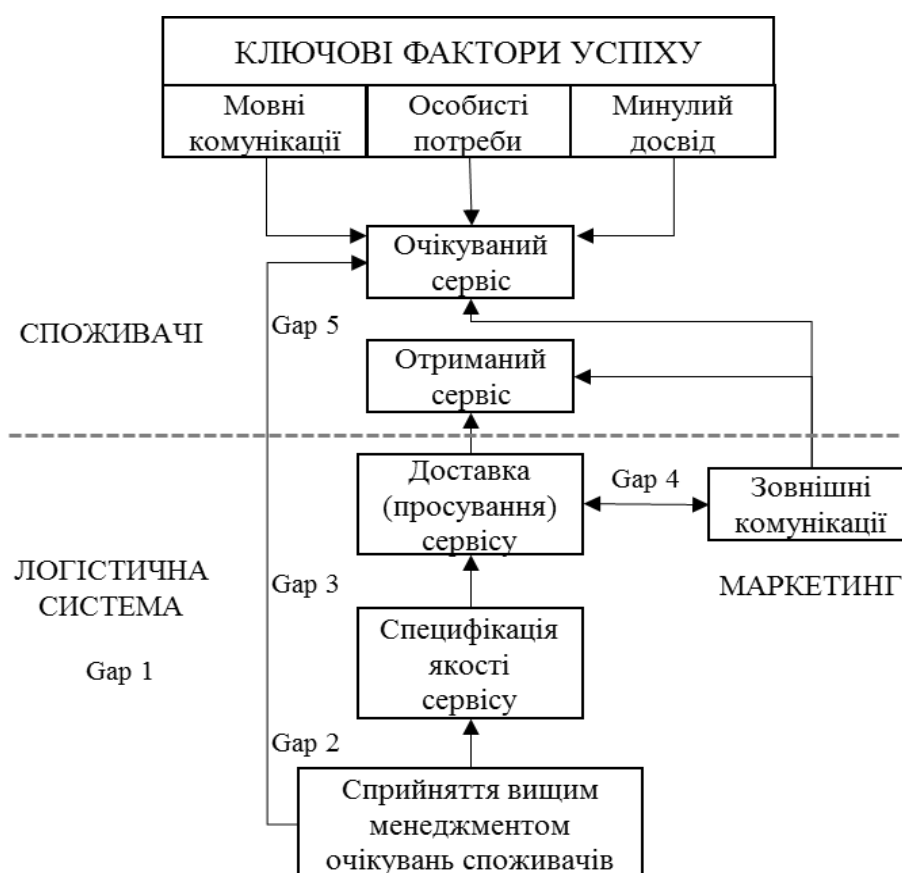 КЛЮЧОВІ ФАКТОРИ УСПІХУ
Мовні
комунікації
Особисті
потреби
Минулий
досвід
Очікуваний
сервіс
Gap 5
СПОЖИВАЧІ
Отриманий
сервіс
Доставка
(просування)
сервісу
Gap 4
Зовнішні
комунікації
ЛОГІСТИЧНА
СИСТЕМА
Gap 3
МАРКЕТИНГ
Специфікація
якості
сервісу
Gap 1
Gap 2
Сприйняття вищим
менеджментом
очікувань споживачів